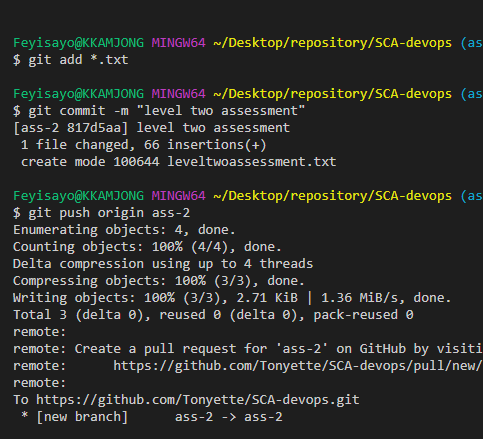 Feyisayo@KKAMJONG MINGW64 ~/Desktop/repository/SCA-devops (as
$ git add *.txt
Feyisayo@KKAMJONG MINGW64 ~/Desktop/repository/SCA-devops (as
$ git commit -m "level two assessment"
[ass-2 817d5aa] level two assessment
 1 file changed, 66 insertions(+)
 create mode 100644 leveltwoassessment.txt
Feyisayo@KKAMJONG MINGW64 ~/Desktop/repository/SCA-devops (as
$ git push origin ass-2
Enumerating objects: 4, done.
Counting objects: 100% (4/4), done.
Delta compression using up to 4 threads
Compressing objects: 100% (3/3), done.
Writing objects: 100% (3/3), 2.71 KiB | 1.36 MiB/s, done.
Total 3 (delta 0), reused 0 (delta 0), pack-reused 0
remote:
remote: Create a pull request for 'ass-2' on GitHub by visiti
remote:      https://github.com/Tonyette/SCA-devops/pull/new/
remote:
To https://github.com/Tonyette/SCA-devops.git
 * [new branch]      ass-2 -> ass-2